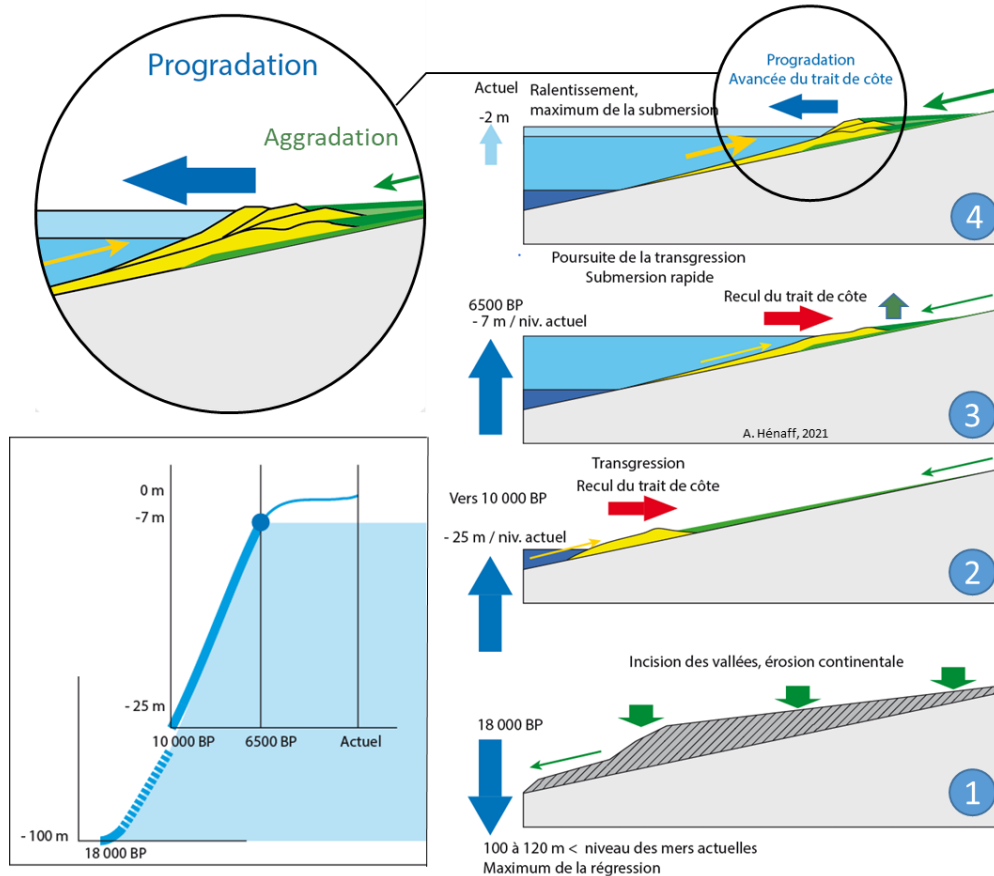 Progradation
Aggradation
Actuel
-2 m
Ralentissement,
maximum de la submersion
Progradation
Avancée du trait de côte
4
Poursuite de la transgression
Submersion rapide
6500 BP
- 7 m / niv. actuel
Recul du trait de côte
A. Hénaff, 2021
3
Vers 10 000 BP
- 25 m / niv. actuel
Transgression
Recul du trait de côte
2
Incision des vallées, érosion continentale
18 000 BP
1
100 à 120 m < niveau des mers actuelles
Maximum de la régression
0 m
-7 m
- 25 m
10 000 BP
6500 BP
Actuel
- 100 m
18 000 BP